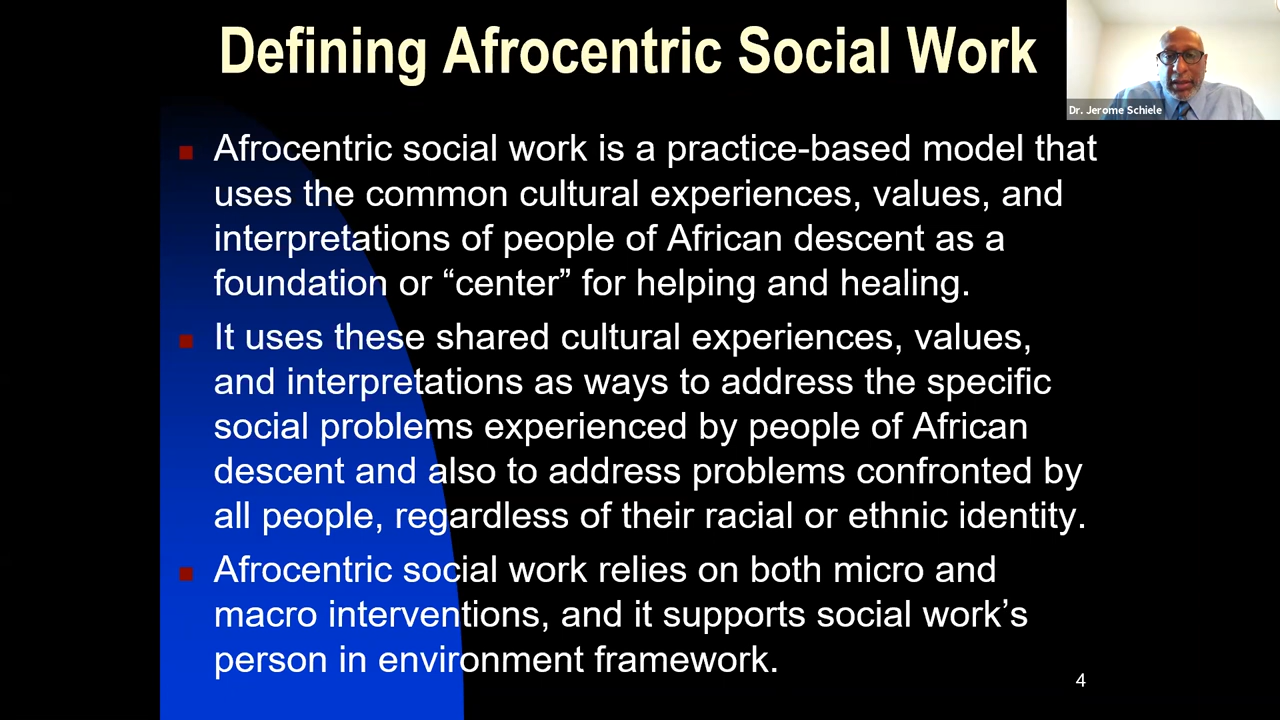 Defining Afrocentric Social Work
Dr. Jerome Schiele
Afrocentric social work is a practice-based model that
uses the common cultural experiences, values, and
interpretations of people of African descent as a
foundation or “center” for helping and healing.
It uses these shared cultural experiences, values,
and interpretations as ways to address the specific
social problems experienced by people of African
descent and also to address problems confronted by
all people, regardless of their racial or ethnic identity.
Afrocentric social work relies on both micro and
macro interventions, and it supports social work’s
person in environment framework.
4